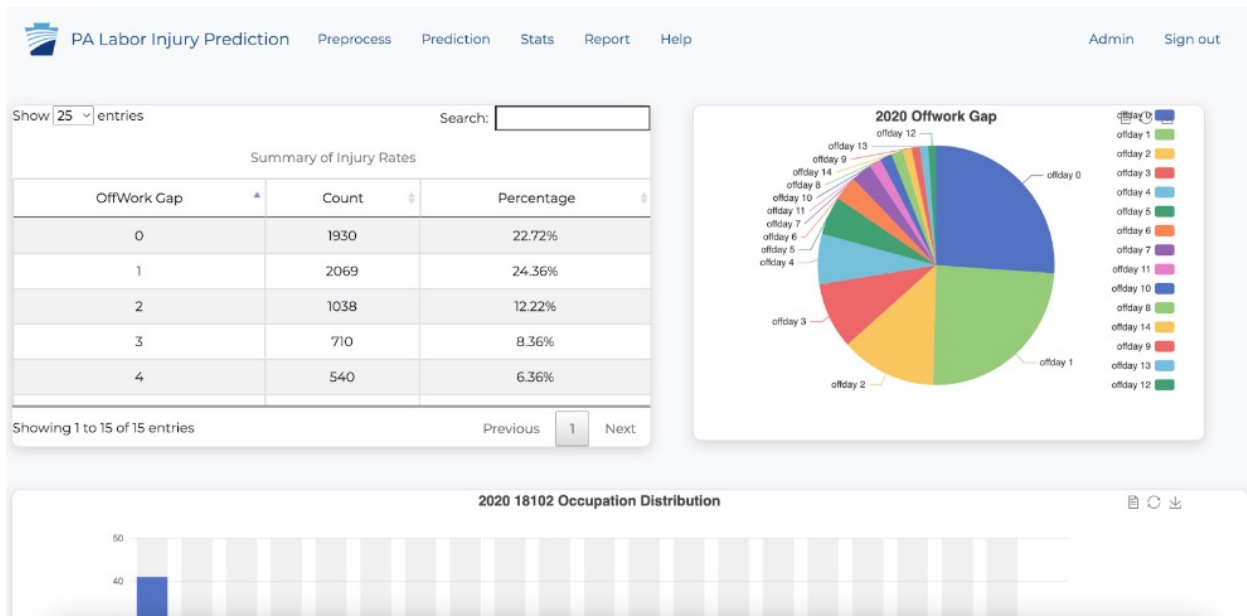 PA Labor Injury Prediction Preprocess Prediction Stats Report Help Admin Sign out
Show 25 entries
Search:
Summary of Injury Rates
OffWork Gap Count Percentage
0 1930 22.72%
1 2069 24.36%
2 1038 12.22%
3 710 8.36%
4 540 6.36%
Showing 1 to 15 of 15 entries
Previous 1 Next
2020 Offwork Gap
offday 12
offday 13
offday 9
offday 14
offday 8
offday 10
offday 11
offday 7
offday 6
offday 5
offday 4
offday 3
offday 2
offday 0
offday 1
offday 0
offday 1
offday 2
offday 3
offday 4
offday 5
offday 6
offday 7
offday 11
offday 10
offday 8
offday 14
offday 9
offday 13
offday 12
2020 18102 Occupation Distribution
50
40